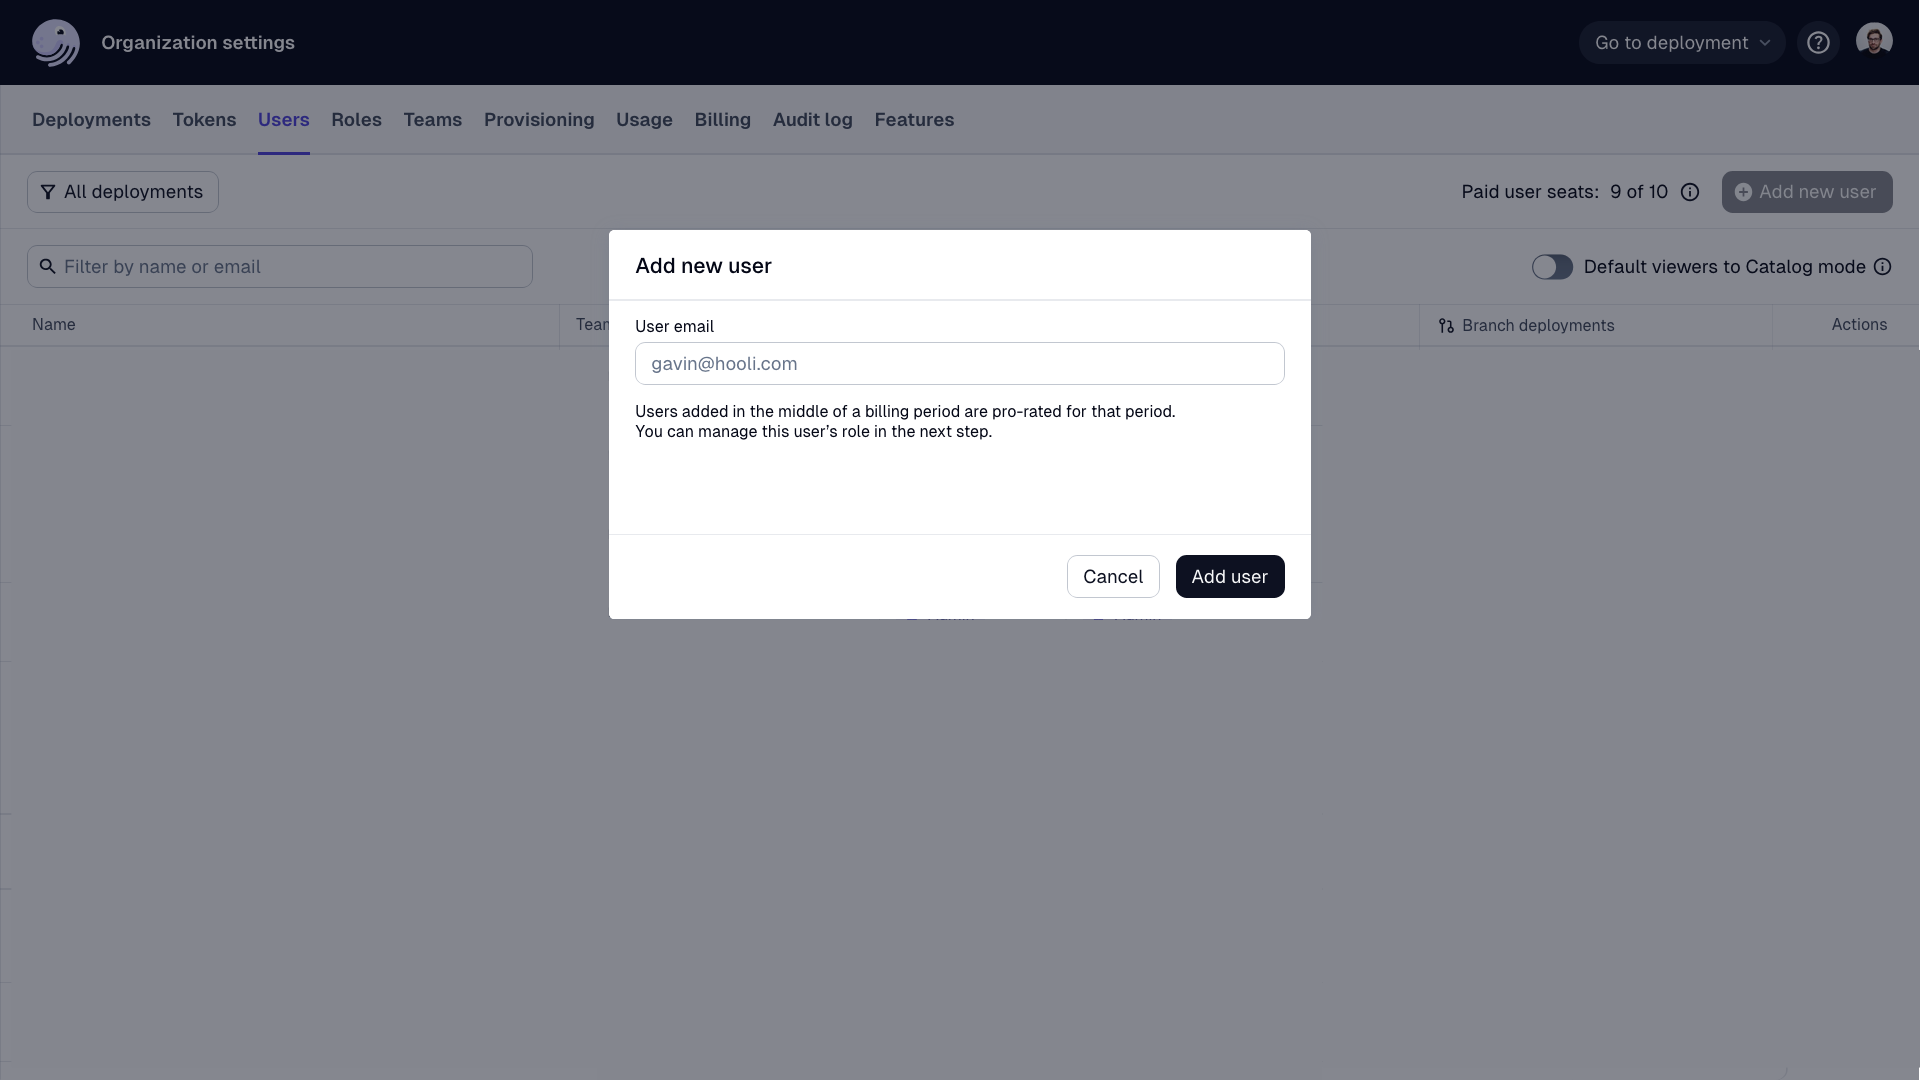 Organization settings
Go to deployment
Deployments Tokens Users Roles Teams Provisioning Usage Billing Audit log Features
All deployments
Paid user seats: 9 of 10
Add new user
Filter by name or email
Default viewers to Catalog mode
Name
Branch deployments
Actions
Add new user
User email
gavin@hooli.com
Users added in the middle of a billing period are pro-rated for that period.
You can manage this user’s role in the next step.
Cancel
Add user